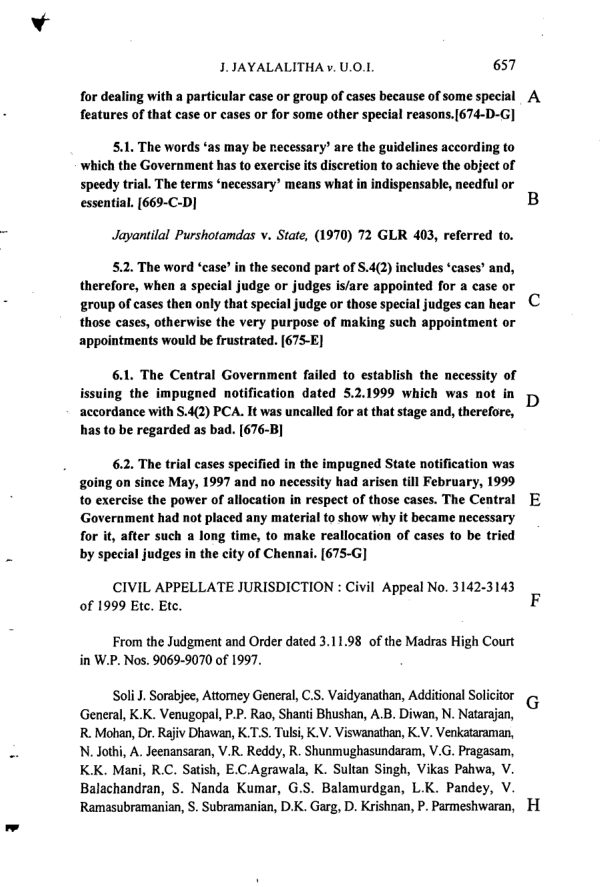 J. JAYALALITHA v. U.O.I. 657
for dealing with a particular case or group of cases because of some special A
features of that case or cases or for some other special reasons.[674-D-G]
5.1. The words ‘as may be necessary’ are the guidelines according to
which the Government has to exercise its discretion to achieve the object of
speedy trial. The terms ‘necessary’ means what in indispensable, needful or
essential. [669-C-D] B
Jayantilal Purshotamdas v. State, (1970) 72 GLR 403, referred to.
5.2. The word ‘case’ in the second part of S.4(2) includes ‘cases’ and,
therefore, when a special judge or judges is/are appointed for a case or
group of cases then only that special judge or those special judges can hear C
those cases, otherwise the very purpose of making such appointment or
appointments would be frustrated. [675-E]
6.1. The Central Government failed to establish the necessity of
issuing the impugned notification dated 5.2.1999 which was not in D
accordance with S.4(2) PCA. It was uncalled for at that stage and, therefore,
has to be regarded as bad. [676-B]
6.2. The trial cases specified in the impugned State notification was
going on since May, 1997 and no necessity had arisen till February, 1999
to exercise the power of allocation in respect of those cases. The Central E
Government had not placed any material to show why it became necessary
for it, after such a long time, to make reallocation of cases to be tried
by special judges in the city of Chennai. [675-G]
CIVIL APPELLATE JURISDICTION : Civil Appeal No. 3142-3143
of 1999 Etc. Etc. F
From the Judgment and Order dated 3.11.98 of the Madras High Court
in W.P. Nos. 9069-9070 of 1997.
Soli J. Sorabjee, Attorney General, C.S. Vaidyanathan, Additional Solicitor G
General, K.K. Venugopal, P.P. Rao, Shanti Bhushan, A.B. Diwan, N. Natarajan,
R. Mohan, Dr. Rajiv Dhawan, K.T.S. Tulsi, K.V. Viswanathan, K.V. Venkataraman,
N. Jothi, A. Jeenansaran, V.R. Reddy, R. Shunmughasundaram, V.G. Pragasam,
K.K. Mani, R.C. Satish, E.C.Agrawala, K. Sultan Singh, Vikas Pahwa, V.
Balachandran, S. Nanda Kumar, G.S. Balamurdgan, L.K. Pandey, V.
Ramasubramanian, S. Subramanian, D.K. Garg, D. Krishnan, P. Parmeshwaran, H